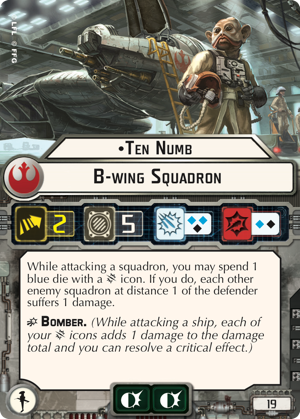 •Ten Numb
B-wing Squadron
2
5
While attacking a squadron, you may spend 1
blue die with a icon. If you do, each other
enemy squadron at distance 1 of the defender
suffers 1 damage.
Bomber. (While attacking a ship, each of
your icons adds 1 damage to the damage
total and you can resolve a critical effect.)
19